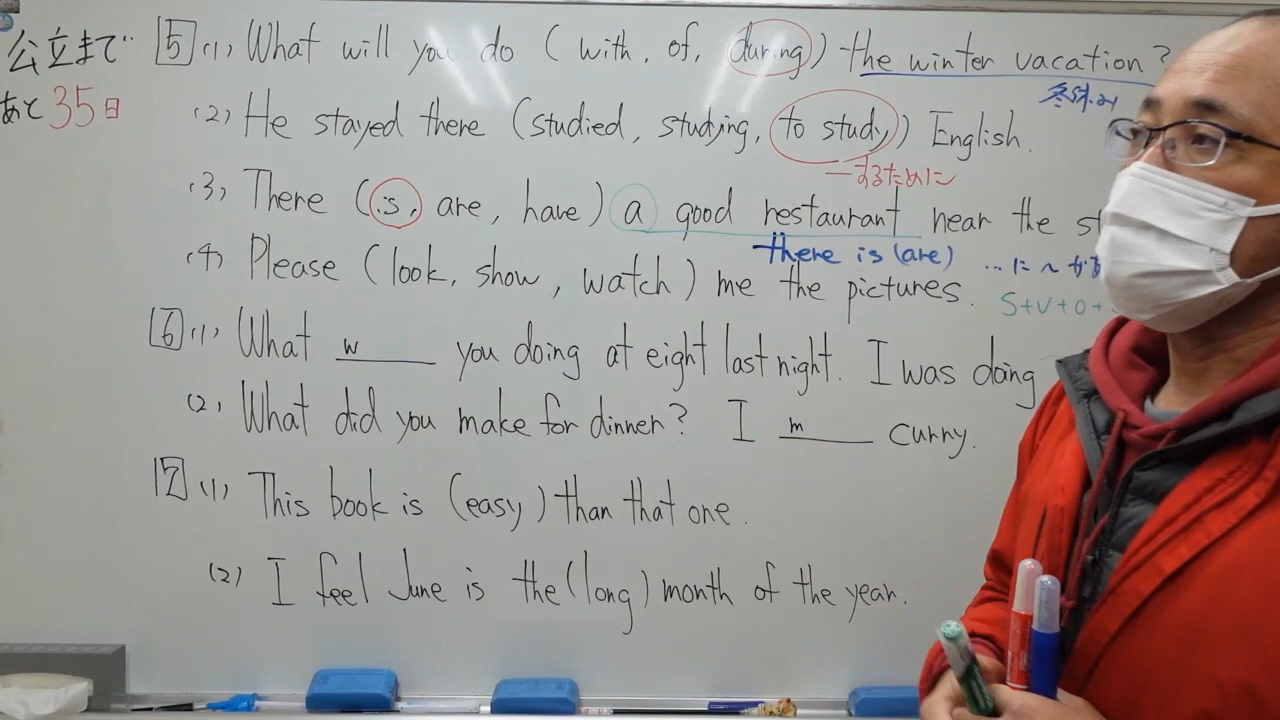 公立まで
あと35日
5 (1) What will you do (with, of, during) the winter vacation?
冬休み
(2) He stayed there (studied, studying, to study) English.
〜するために
(3) There (is, are, have) a good restaurant near the
there is (are) …に〜があ
(4) Please (look, show, watch) me the pictures.
S+V+O+
6 (1) What w____ you doing at eight last night. I was doing
(2) What did you make for dinner? I m____ curry.
7 (1) This book is (easy) than that one.
(2) I feel June is the (long) month of the year.